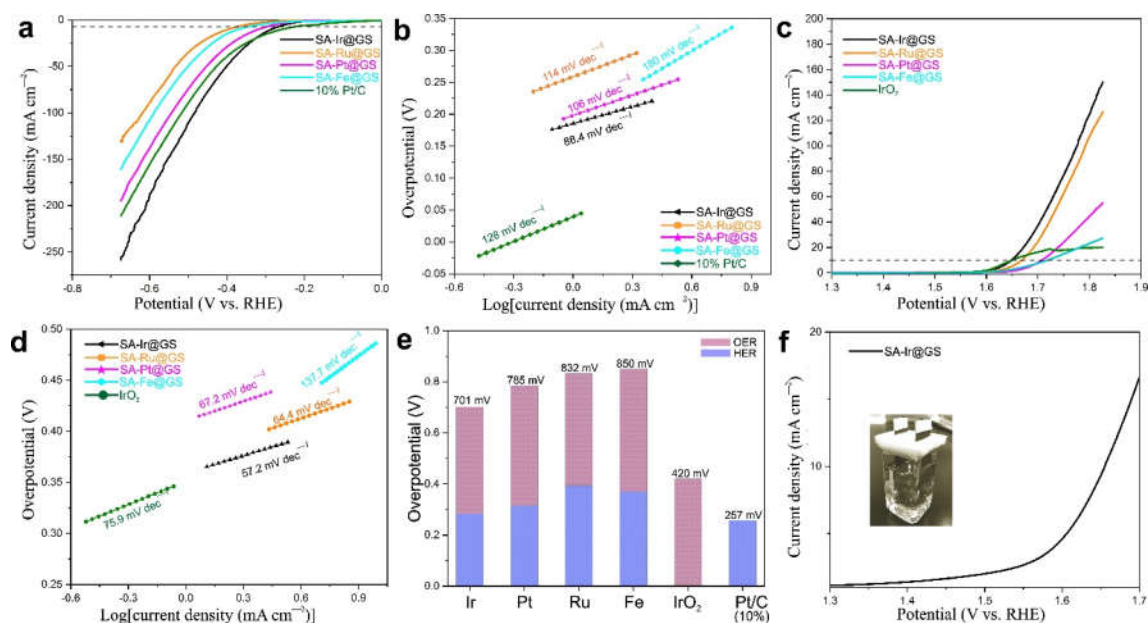 a
0
-50
-100
-150
-200
-250
-0.8
-0.6
-0.4
-0.2
0.0
Current density (mA cm⁻²)
Potential (V vs. RHE)
SA-Ir@GS
SA-Ru@GS
SA-Pt@GS
SA-Fe@GS
10% Pt/C
b
0.35
0.30
0.25
0.20
0.15
0.10
0.05
0.00
-0.05
-1.0
-0.5
0.0
0.5
1.0
Overpotential (V)
Log[current density (mA cm⁻²)]
114 mV dec⁻¹
180 mV dec⁻¹
106 mV dec⁻¹
88.4 mV dec⁻¹
126 mV dec⁻¹
SA-Ir@GS
SA-Ru@GS
SA-Pt@GS
SA-Fe@GS
10% Pt/C
c
200
180
160
140
120
100
80
60
40
20
0
1.3
1.4
1.5
1.6
1.7
1.8
1.9
Current density (mA cm⁻²)
Potential (V vs. RHE)
SA-Ir@GS
SA-Ru@GS
SA-Pt@GS
SA-Fe@GS
IrO₂
d
0.50
0.45
0.40
0.35
0.30
0.25
-0.6
-0.3
0.0
0.3
0.6
0.9
Overpotential (V)
Log[current density (mA cm⁻²)]
SA-Ir@GS
SA-Ru@GS
SA-Pt@GS
SA-Fe@GS
IrO₂
137.7 mV dec⁻¹
67.2 mV dec⁻¹
64.4 mV dec⁻¹
57.2 mV dec⁻¹
75.9 mV dec⁻¹
e
1.0
0.8
0.6
0.4
0.2
0.0
Overpotential (V)
OER
HER
701 mV
785 mV
832 mV
850 mV
420 mV
257 mV
Ir
Pt
Ru
Fe
IrO₂
Pt/C
(10%)
f
20
10
1.3
1.4
1.5
1.6
1.7
Current density (mA cm⁻²)
Potential (V vs. RHE)
SA-Ir@GS